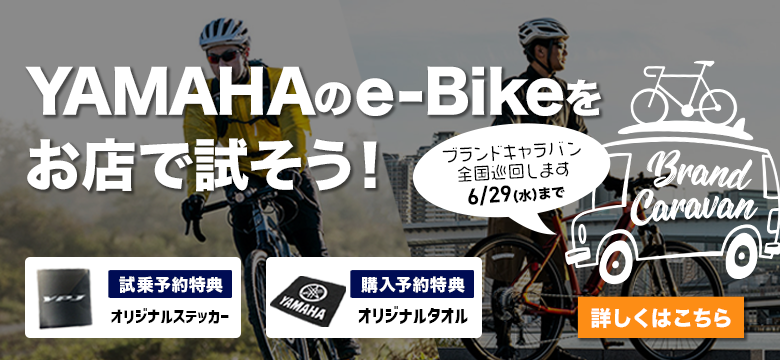 YAMAHAのe-Bikeを
お店で試そう!
ブランドキャラバン
全国巡回します
6/29(水)まで
Brand
Caravan
YPJ
試乗予約特典
オリジナルステッカー
YAMAHA
購入予約特典
オリジナルタオル
詳しくはこちら